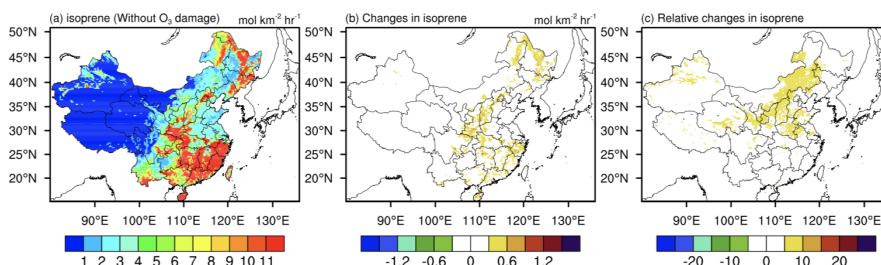 (a) isoprene (Without O3 damage) mol km-2 hr-1
(b) Changes in isoprene mol km-2 hr-1
(c) Relative changes in isoprene
50°N 50°N 50°N
45°N 45°N 45°N
40°N 40°N 40°N
35°N 35°N 35°N
30°N 30°N 30°N
25°N 25°N 25°N
20°N 20°N 20°N
90°E 100°E 110°E 120°E 130°E
90°E 100°E 110°E 120°E 130°E
90°E 100°E 110°E 120°E 130°E
1 2 3 4 5 6 7 8 9 10 11
-1.2 -0.6 0 0.6 1.2
-20 -10 0 10 20